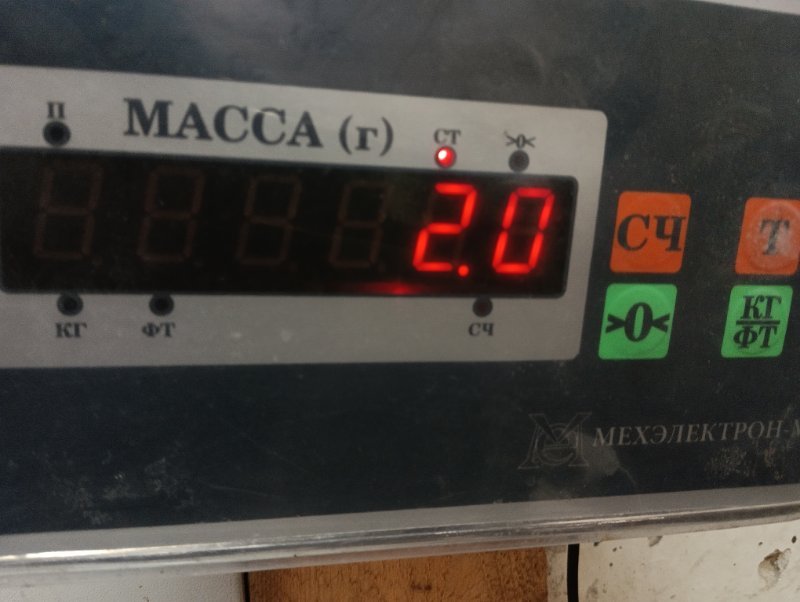 П
МАССА (г)
СТ
>0<
2.0
КГ
ФТ
СЧ
СЧ
Т
>0<
КГ
ФТ
МЕХЭЛЕКТРОН-